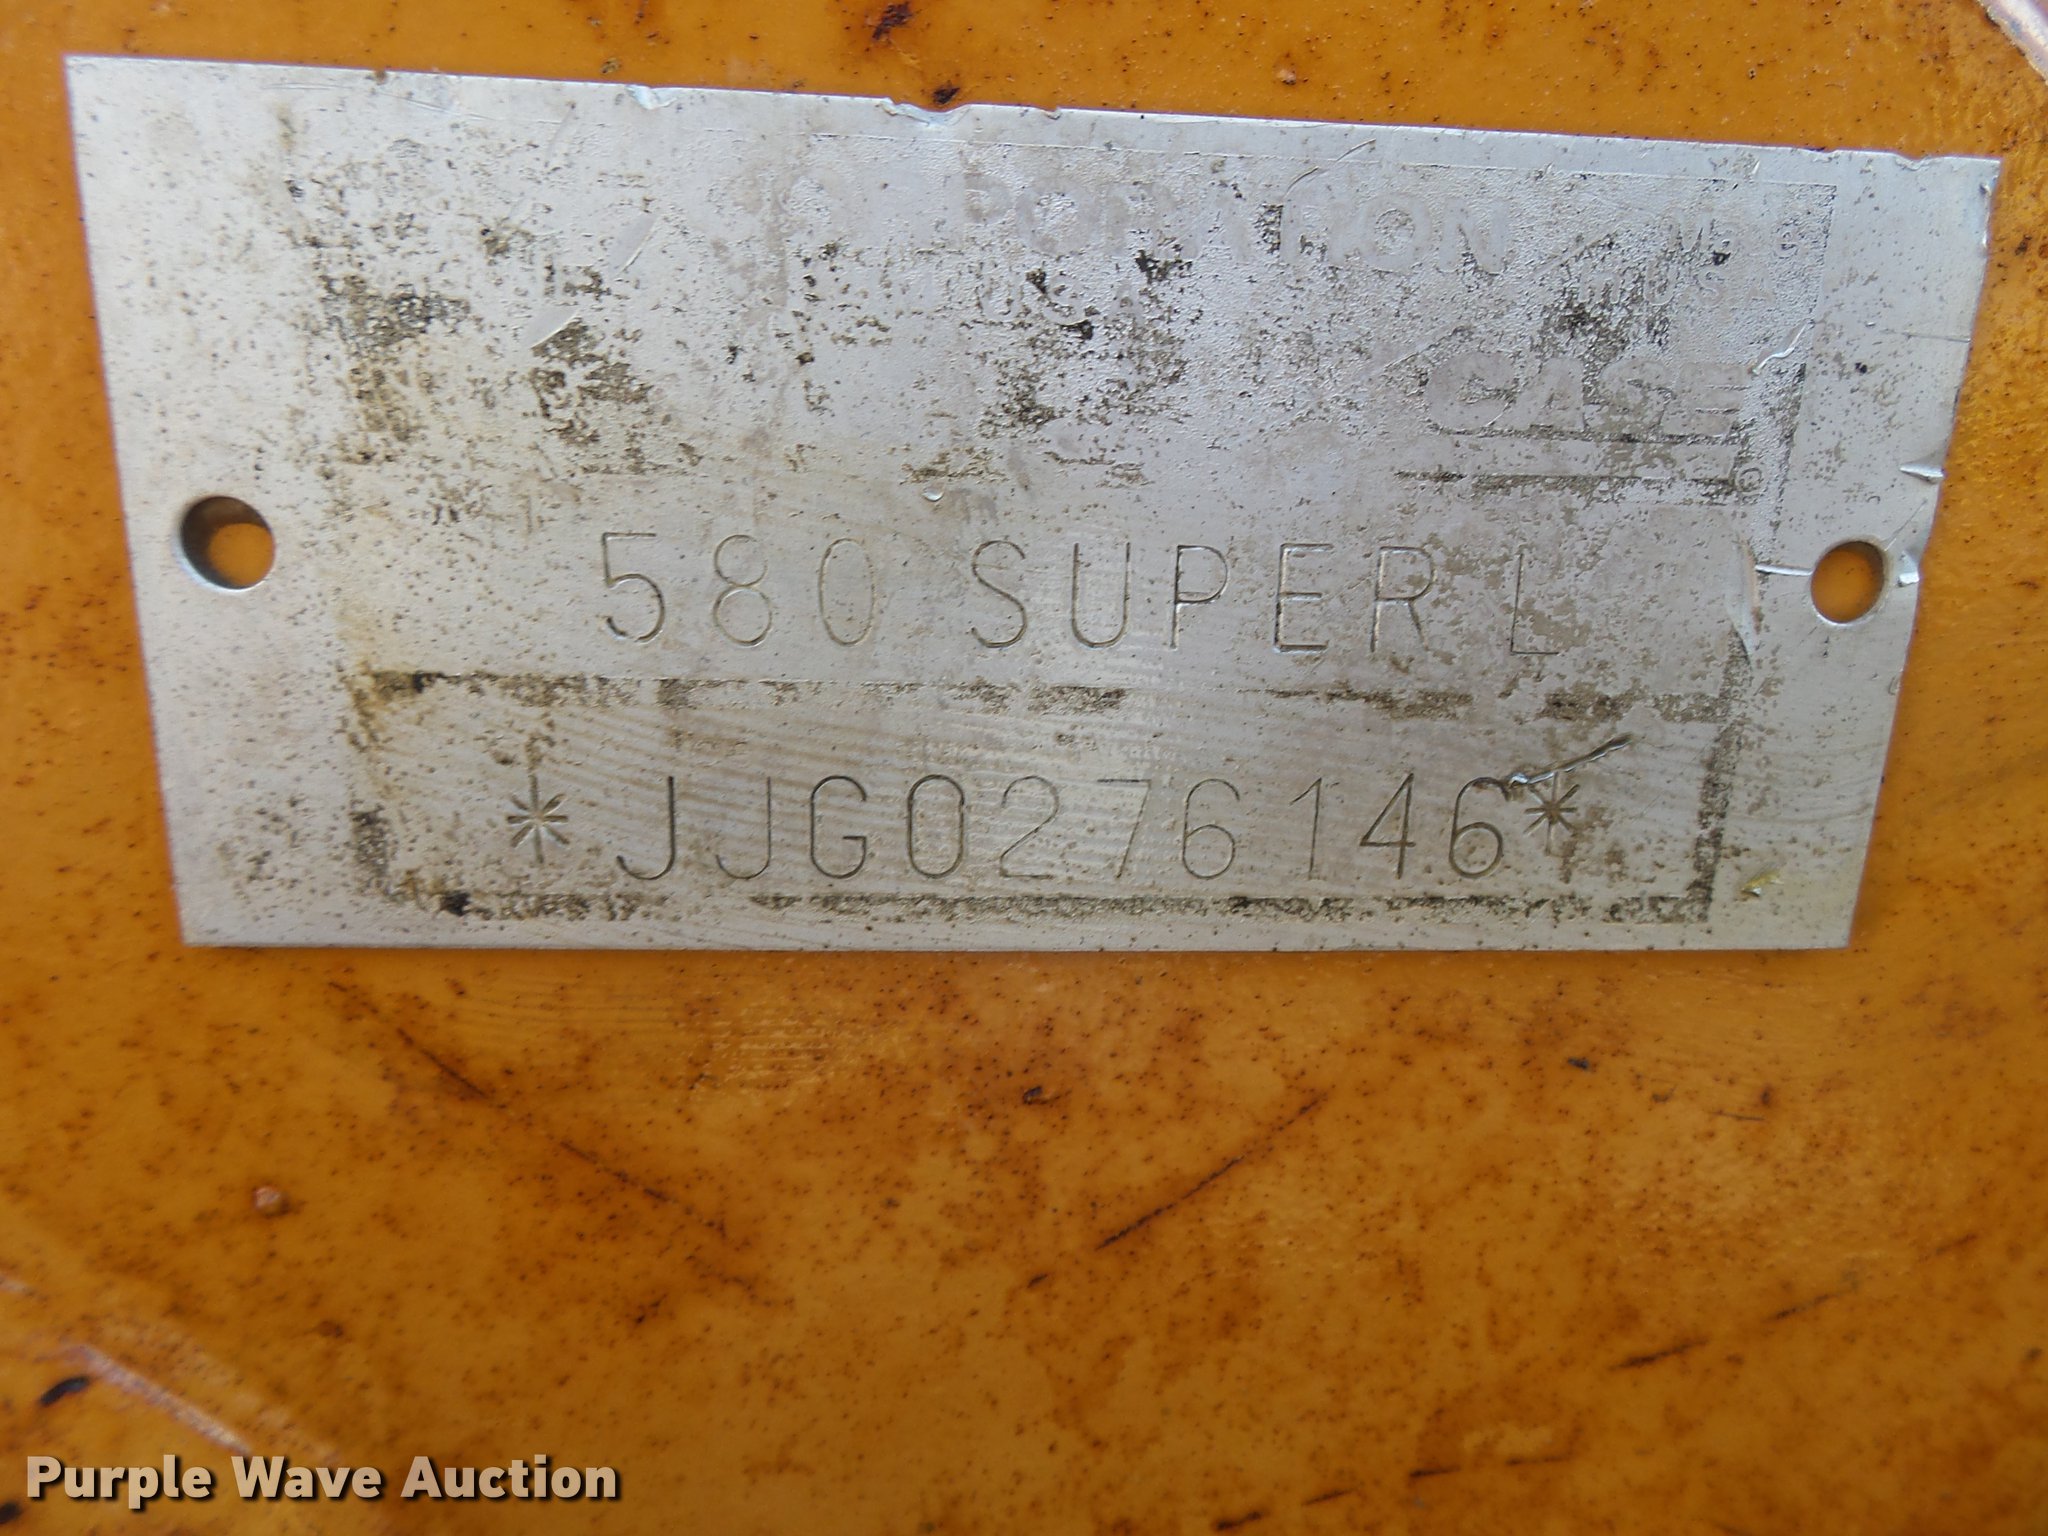 CASE
580 SUPER L
*JJG0276146*
Purple Wave Auction